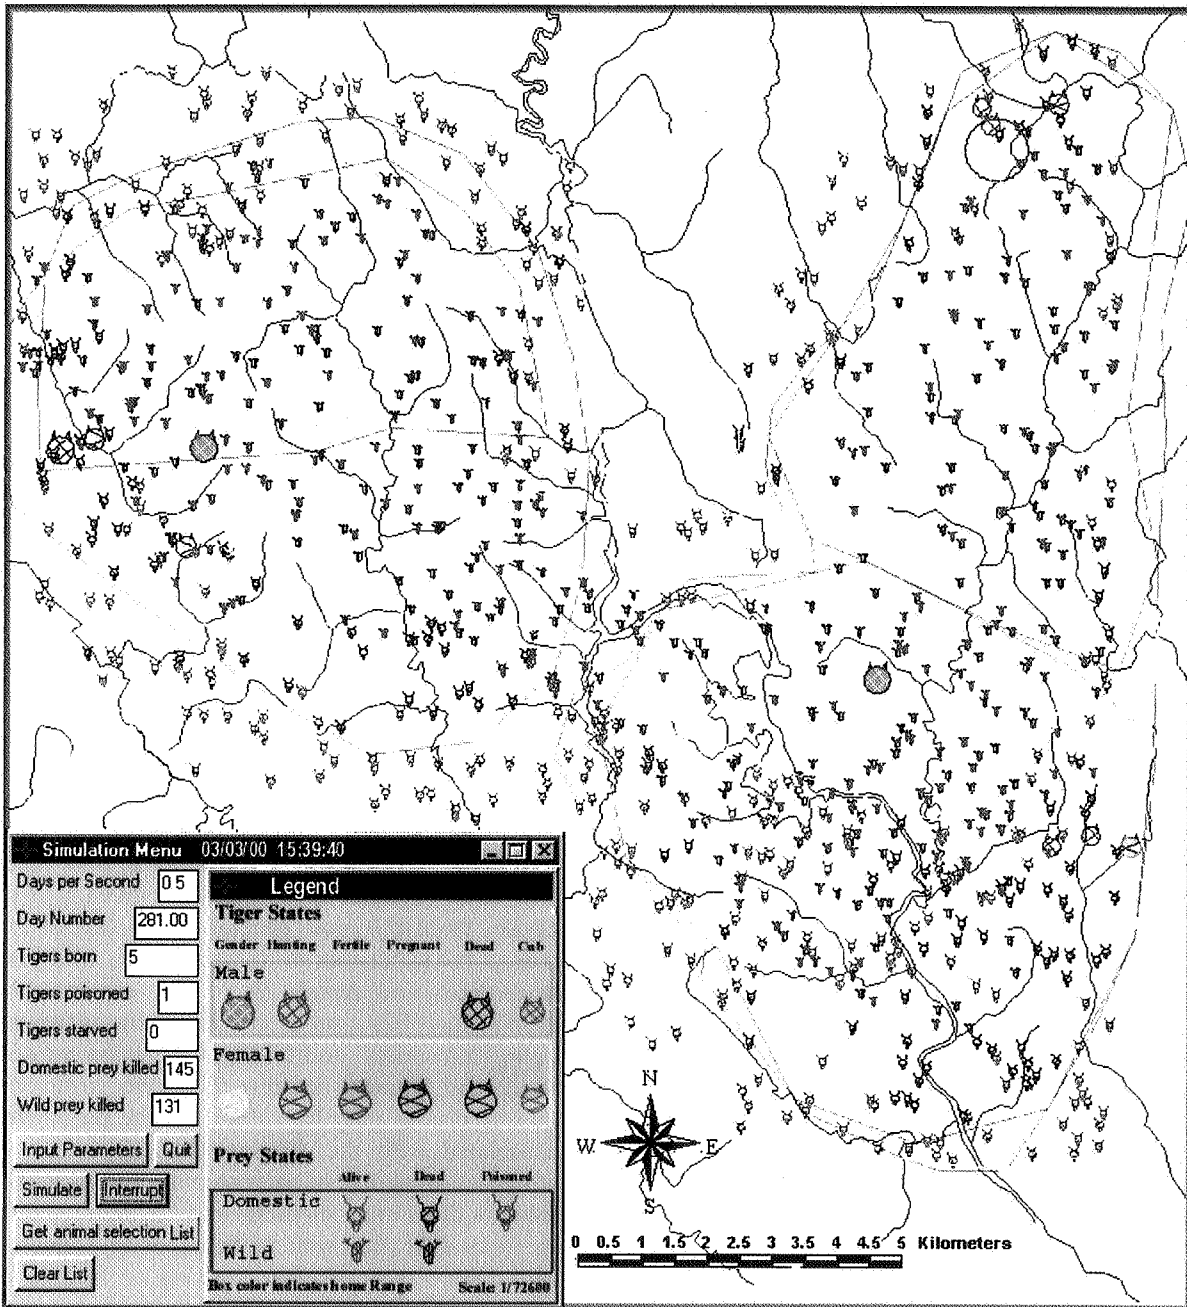 Simulation Menu 03/03/00 15:39:40
Days per Second 0 5
Day Number 281.00
Tigers born 5
Tigers poisoned 1
Tigers starved 0
Domestic prey killed 145
Wild prey killed 131
Input Parameters Quit
Simulate Interrupt
Get animal selection List
Clear List
Legend
Tiger States
Gender Hunting Fertile Pregnant Dead Cub
Male
Female
Prey States
Alive Dead Poisoned
Domestic
Wild
Box color indicates home Range Scale: 1/72600
N
W E
S
0 0.5 1 1.5 2 2.5 3 3.5 4 4.5 5 Kilometers